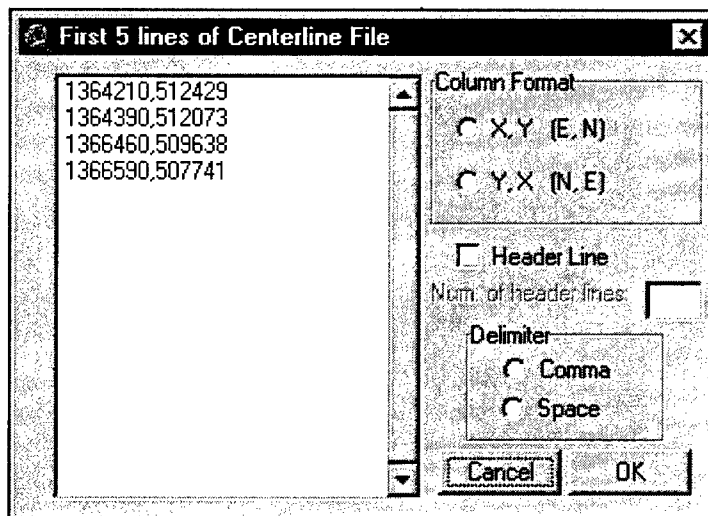 First 5 lines of Centerline File
1364210,512429
1364390,512073
1366460,509638
1366590,507741
Column Format
X,Y (E, N)
Y,X (N, E)
Header Line
Num. of header lines:
Delimiter
Comma
Space
Cancel
OK